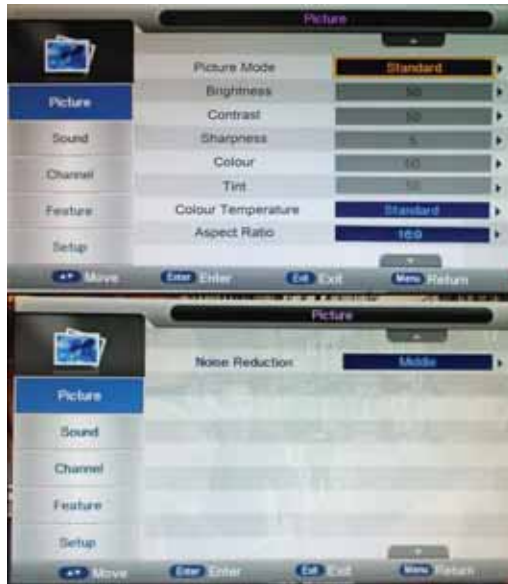 Picture
Picture Mode Standard
Picture
Brightness 50
Contrast 50
Sound
Sharpness 5
Colour
Channel
Tint 50
Feature
Colour Temperature Standard
Aspect Ratio 16:9
Setup
Move Enter Enter Exit Exit Menu Return
Picture
Noise Reduction Middle
Picture
Sound
Channel
Feature
Setup
Move Enter Enter Exit Exit Menu Return